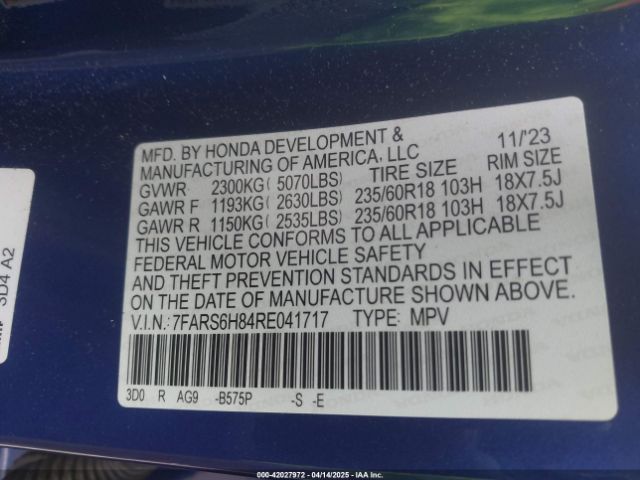 MFD. BY HONDA DEVELOPMENT &
MANUFACTURING OF AMERICA, LLC 11/'23
GVWR 2300KG( 5070LBS) TIRE SIZE RIM SIZE
GAWR F 1193KG( 2630LBS) 235/60R18 103H 18X7.5J
GAWR R 1150KG( 2535LBS) 235/60R18 103H 18X7.5J
THIS VEHICLE CONFORMS TO ALL APPLICABLE
FEDERAL MOTOR VEHICLE SAFETY
AND THEFT PREVENTION STANDARDS IN EFFECT
ON THE DATE OF MANUFACTURE SHOWN ABOVE.
V.I.N.: 7FARS6H84RE041717 TYPE: MPV
3D0 R AG9 -B575P -S -E
3D4 A2
000-42027972 - 04/14/2025 - IAA, Inc.